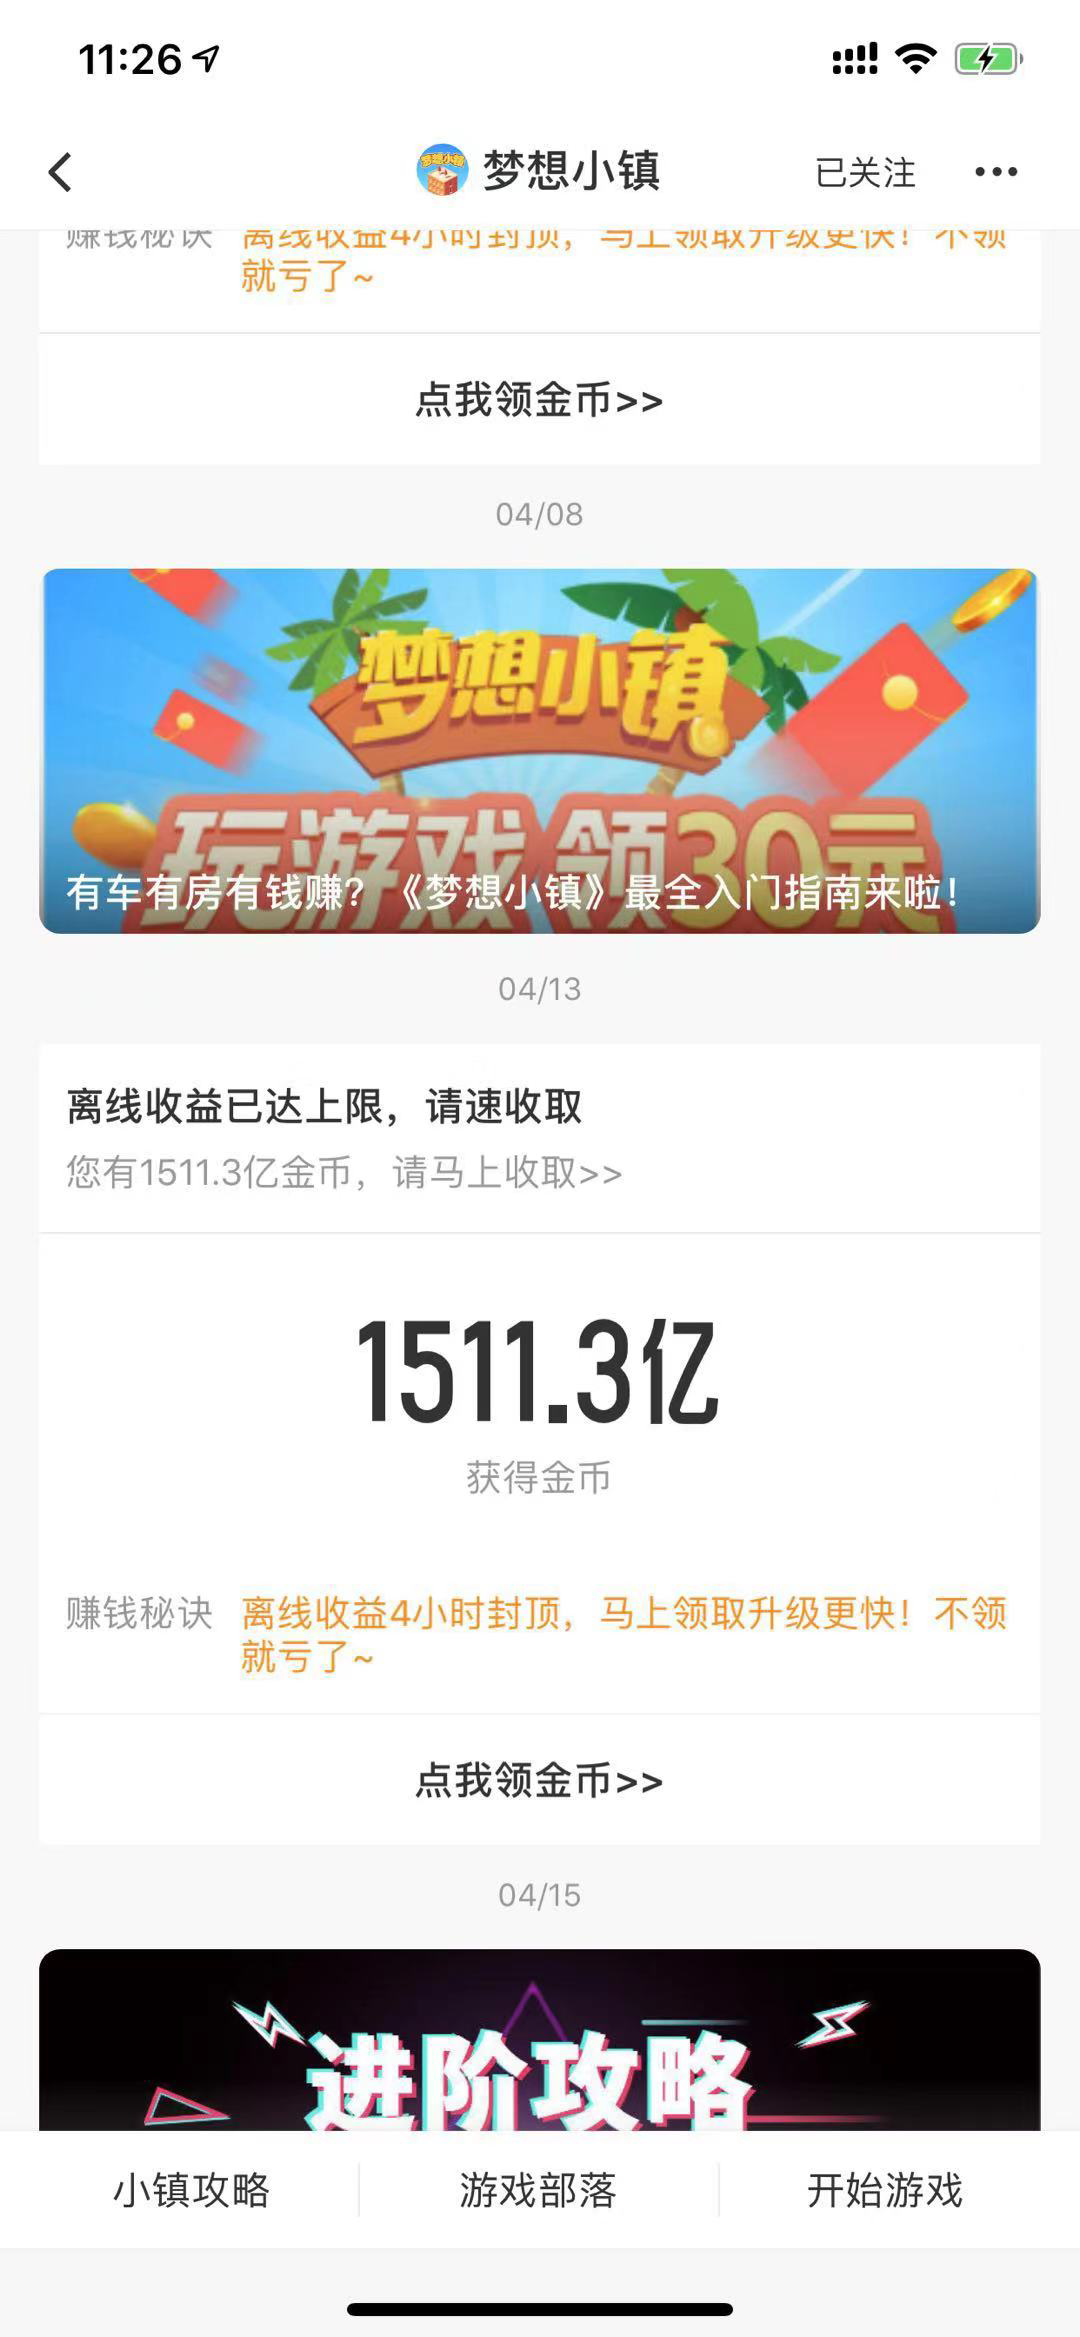 11:26
梦想小镇
已关注
赚钱秘诀 离线收益4小时封顶，马上领取升级更快！不领
就亏了~
点我领金币>>
04/08
梦想小镇
玩游戏 领30元
有车有房有钱赚？《梦想小镇》最全入门指南来啦！
04/13
离线收益已达上限，请速收取
您有1511.3亿金币，请马上收取>>
1511.3亿
获得金币
赚钱秘诀 离线收益4小时封顶，马上领取升级更快！不领
就亏了~
点我领金币>>
04/15
进阶攻略
小镇攻略
游戏部落
开始游戏